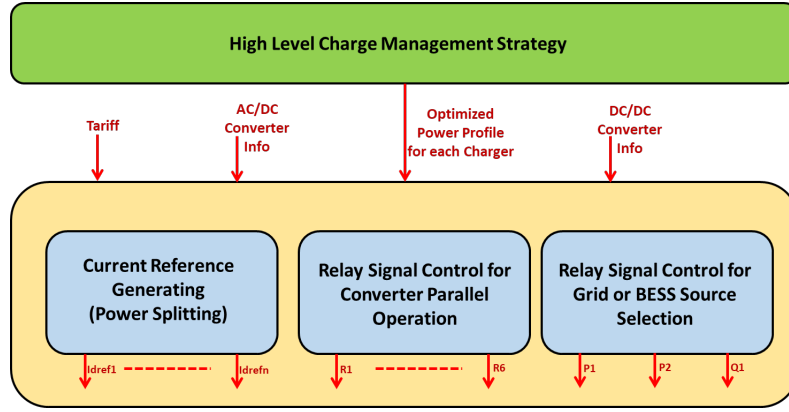 High Level Charge Management Strategy
Tariff
AC/DC
Converter
Info
Optimized
Power Profile
for each Charger
DC/DC
Converter
Info
Current Reference
Generating
(Power Splitting)
Relay Signal Control for
Converter Parallel
Operation
Relay Signal Control for
Grid or BESS Source
Selection
Idref1
Idrefn
R1
R6
P1
P2
Q1